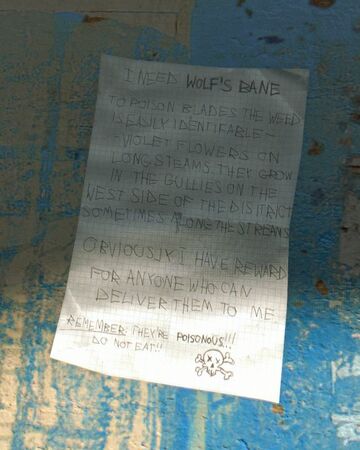 I NEED WOLF'S BANE
TO POISON BLADES THE WEED
IS EASILY IDENTIFABLE -
- VIOLET FLOWERS ON
LONG STEAMS. THEY GROW
IN THE GULLIES ON THE
WEST SIDE OF THE DISTRICT
SOMETIMES ALONG THE STREAMS
OBVIOUSLY I HAVE REWARD
FOR ANYONE WHO CAN
DELIVER THEM TO ME
REMEMBER: THEY'RE POISONOUS!!!
DO NOT EAT!!